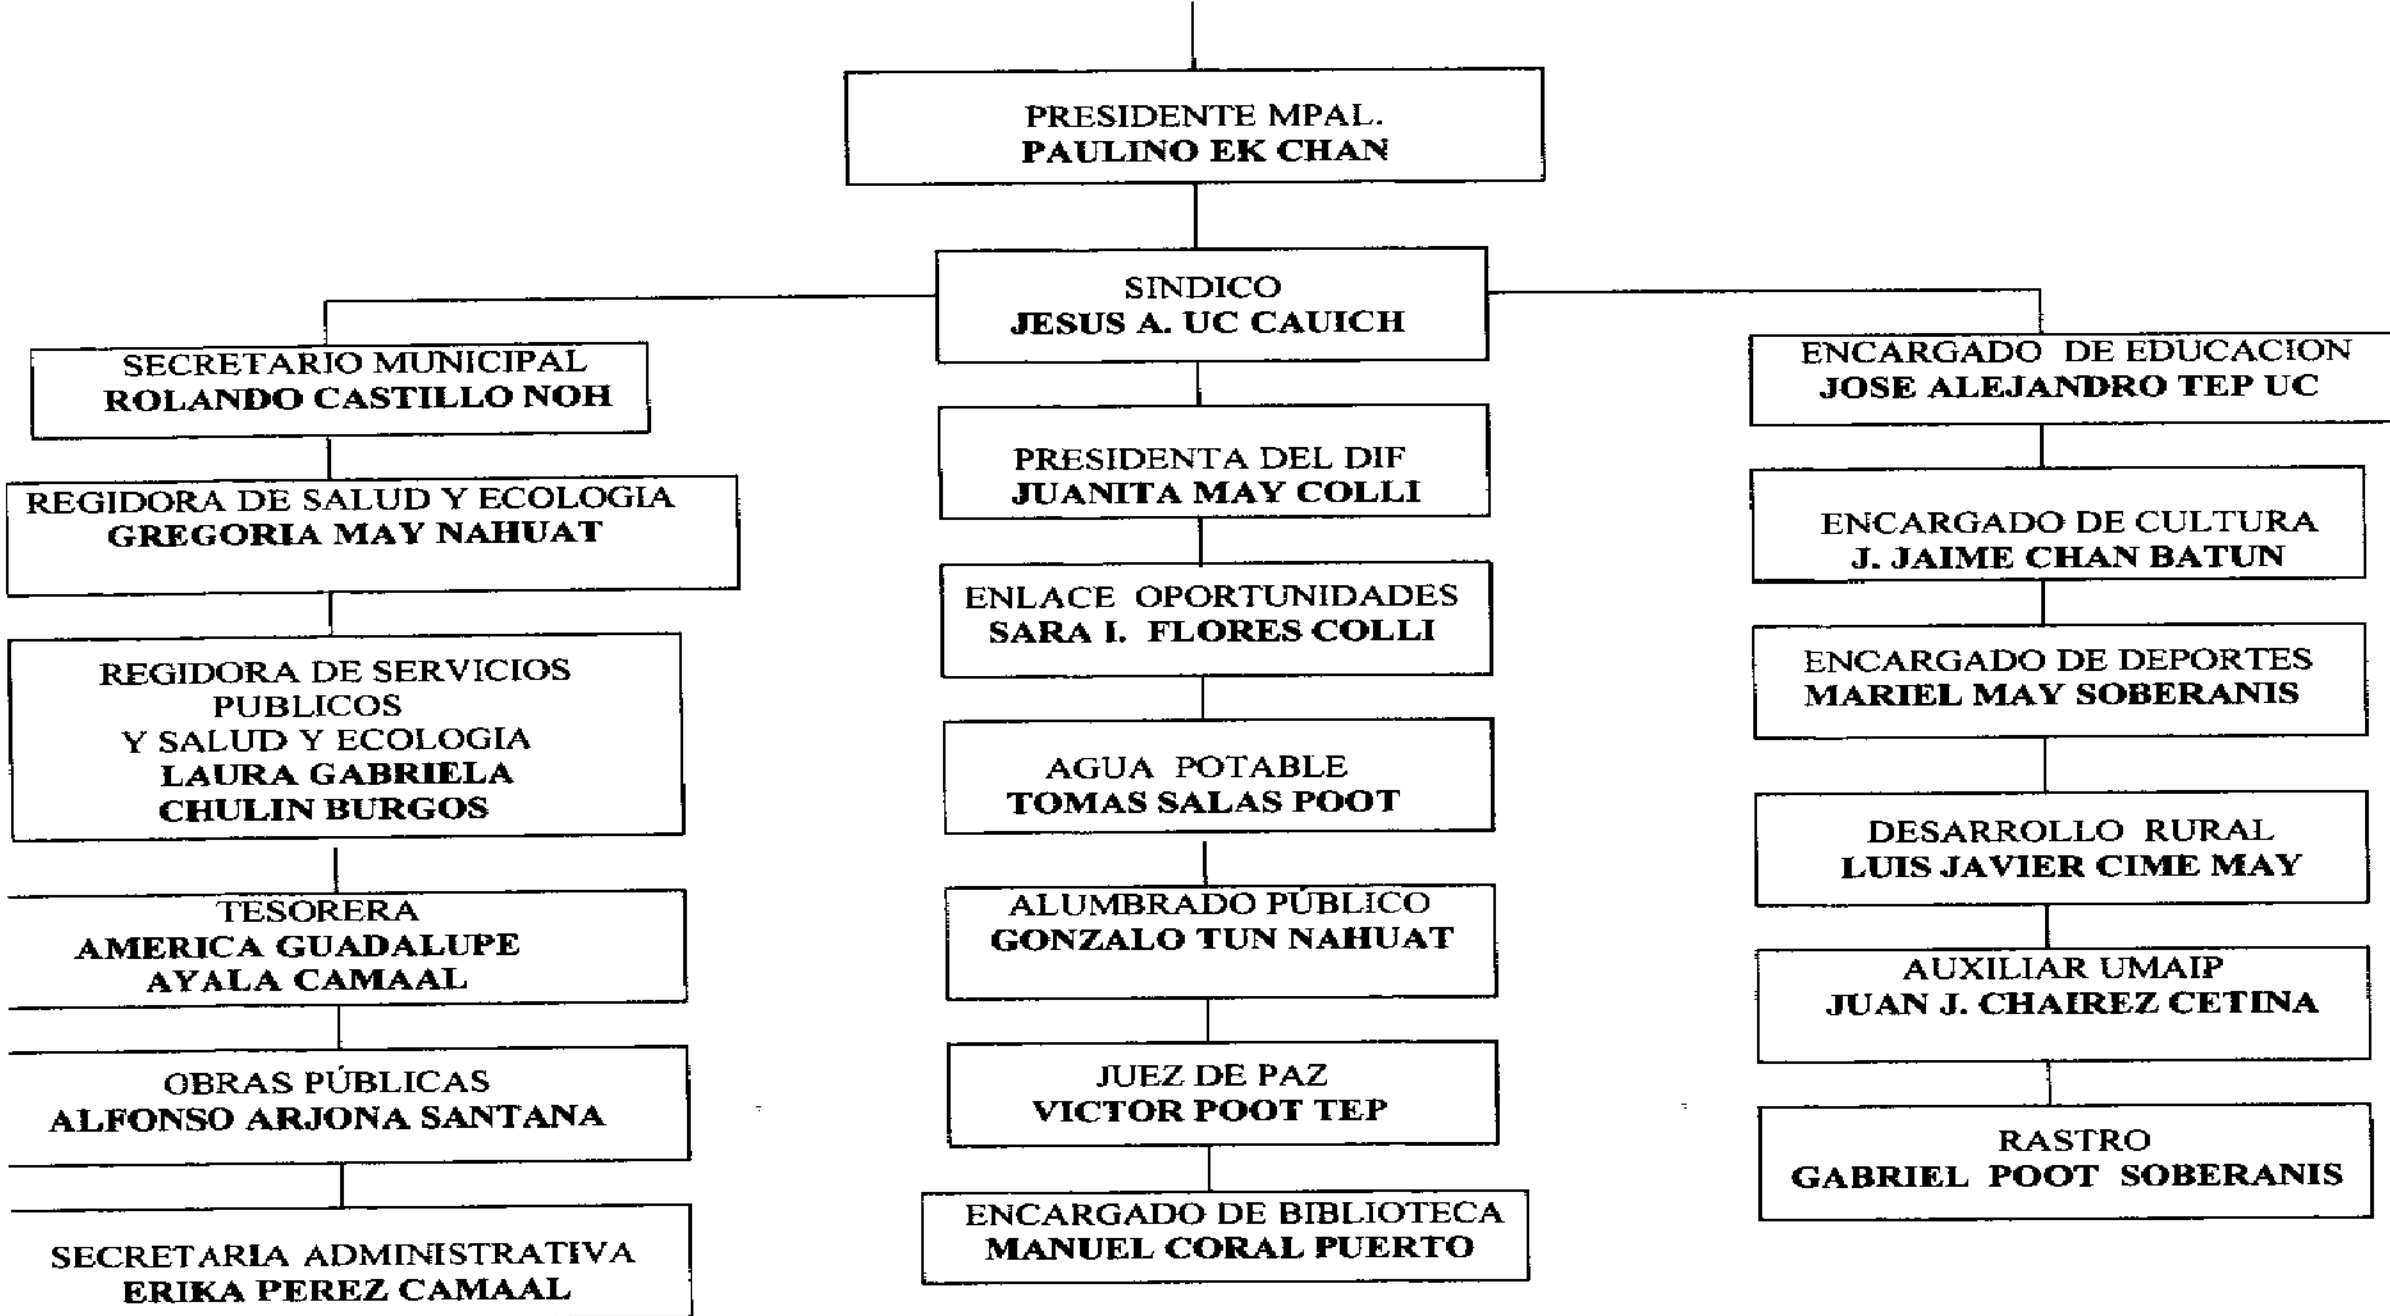 PRESIDENTE MPAL.
PAULINO EK CHAN
SINDICO
JESUS A. UC CAUICH
SECRETARIO MUNICIPAL
ROLANDO CASTILLO NOH
REGIDORA DE SALUD Y ECOLOGIA
GREGORIA MAY NAHUAT
REGIDORA DE SERVICIOS
PUBLICOS
Y SALUD Y ECOLOGIA
LAURA GABRIELA
CHULIN BURGOS
TESORERA
AMERICA GUADALUPE
AYALA CAMAAL
OBRAS PÚBLICAS
ALFONSO ARJONA SANTANA
SECRETARIA ADMINISTRATIVA
ERIKA PEREZ CAMAAL
PRESIDENTA DEL DIF
JUANITA MAY COLLI
ENLACE OPORTUNIDADES
SARA I. FLORES COLLI
AGUA POTABLE
TOMAS SALAS POOT
ALUMBRADO PÚBLICO
GONZALO TUN NAHUAT
JUEZ DE PAZ
VICTOR POOT TEP
ENCARGADO DE BIBLIOTECA
MANUEL CORAL PUERTO
ENCARGADO DE EDUCACION
JOSE ALEJANDRO TEP UC
ENCARGADO DE CULTURA
J. JAIME CHAN BATUN
ENCARGADO DE DEPORTES
MARIEL MAY SOBERANIS
DESARROLLO RURAL
LUIS JAVIER CIME MAY
AUXILIAR UMAIP
JUAN J. CHAIREZ CETINA
RASTRO
GABRIEL POOT SOBERANIS